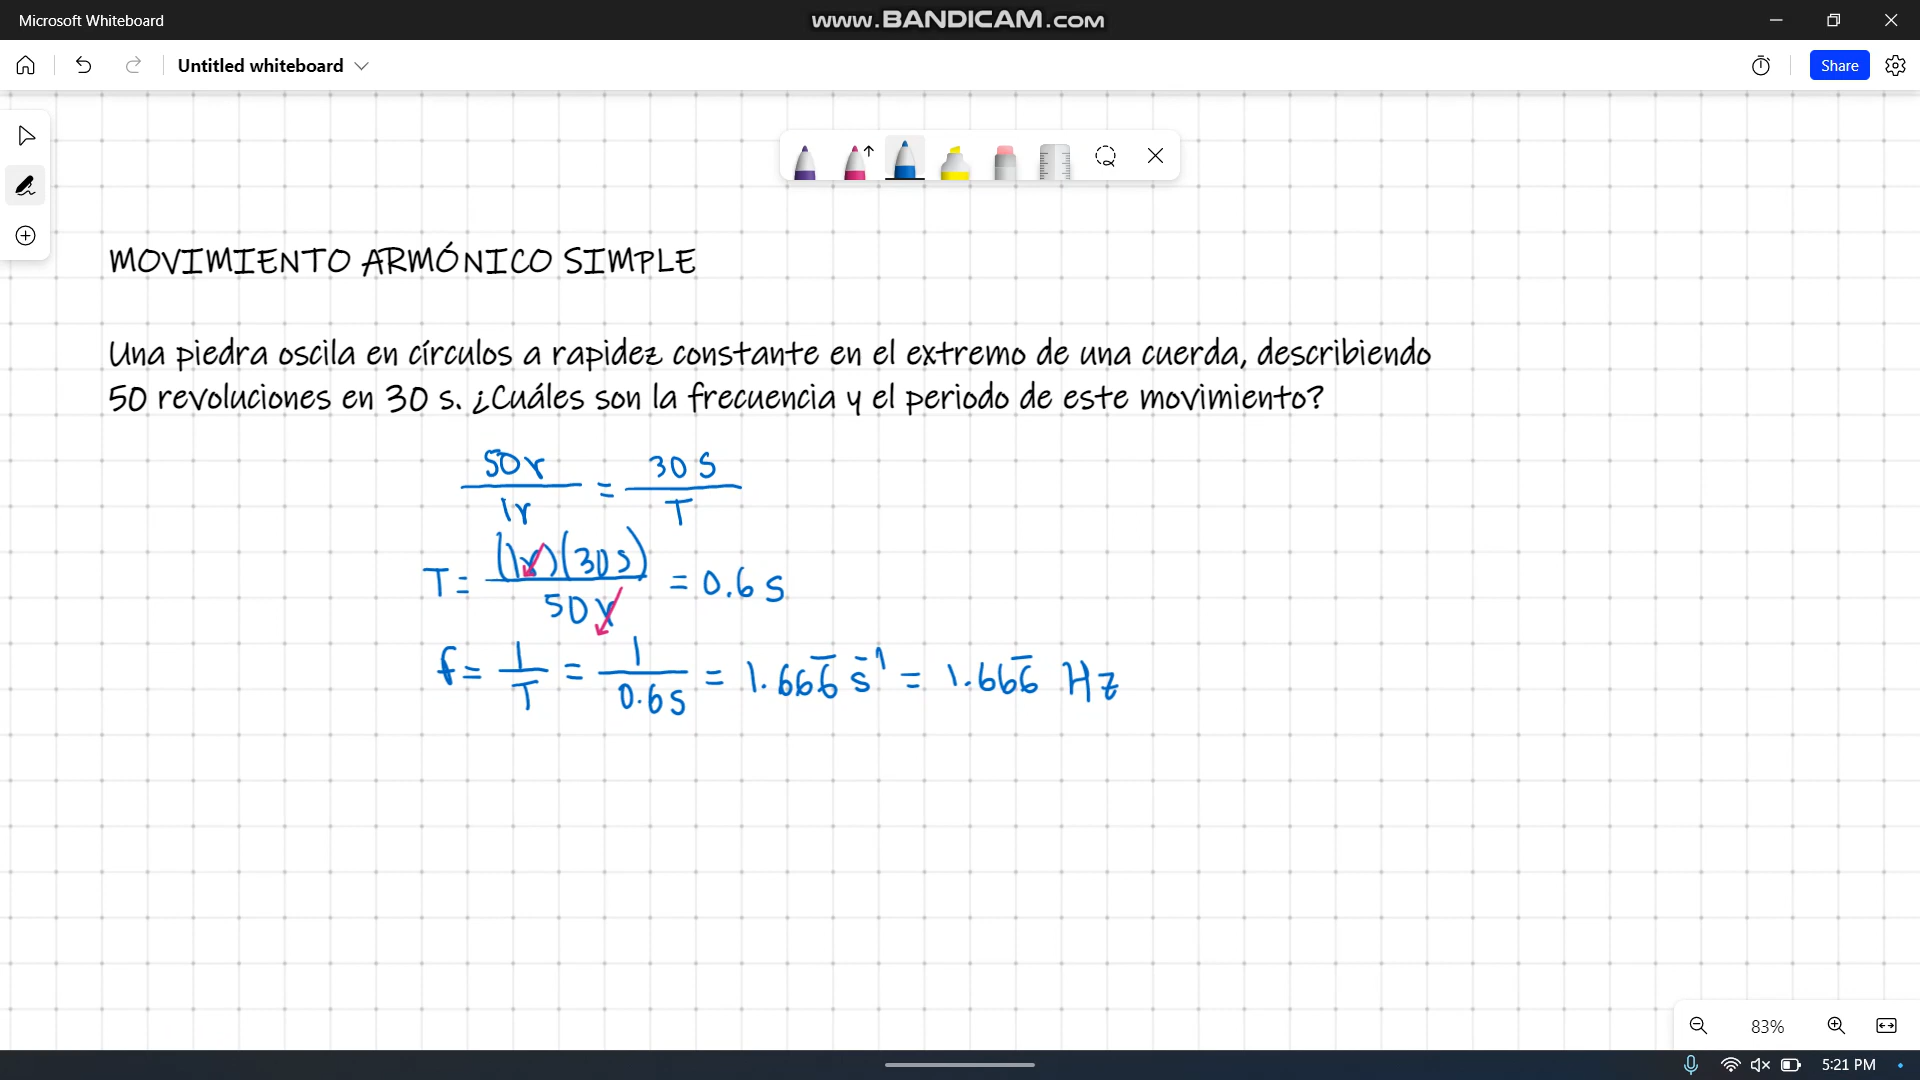 Microsoft Whiteboard
www.BANDICAM.com
Untitled whiteboard
Share
MOVIMIENTO ARMÓNICO SIMPLE
Una piedra oscila en círculos a rapidez constante en el extremo de una cuerda, describiendo
50 revoluciones en 30 s. ¿Cuáles son la frecuencia y el periodo de este movimiento?
50r/1r = 30 s/T
T = (1r)(30 s)/50r = 0.6 s
f = 1/T = 1/0.6 s = 1.666̅ s⁻¹ = 1.666̅ Hz
83%
5:21 PM